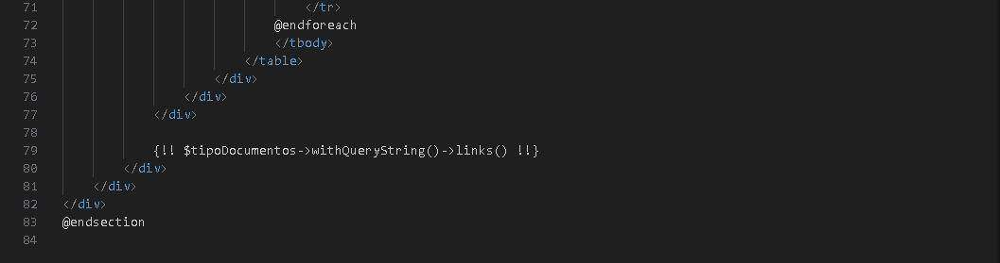 71 </tr>
72 @endforeach
73 </tbody>
74 </table>
75 </div>
76 </div>
77 </div>
78
79 {!! $tipoDocumentos->withQueryString()->links() !!}
80 </div>
81 </div>
82 </div>
83 @endsection
84